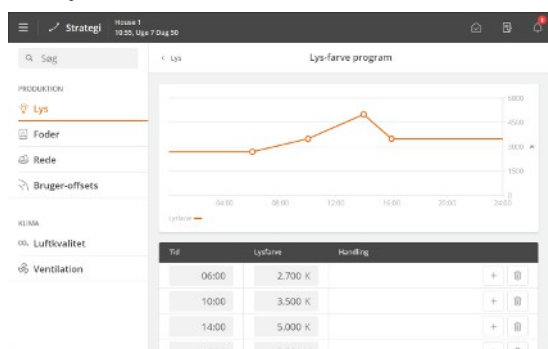 Strategi
House 1
10:55, Uge 7 Dag 50
Søg
Lys
Lys-farve program
PRODUKTION
Lys
Foder
Rede
Bruger-offsets
KLIMA
Luftkvalitet
Ventilation
6000
4500
3000
K
1500
0
04:00
08:00
12:00
16:00
20:00
24:00
Lysfarve
Tid Lysfarve Handling
06:00 2.700 K
10:00 3.500 K
14:00 5.000 K